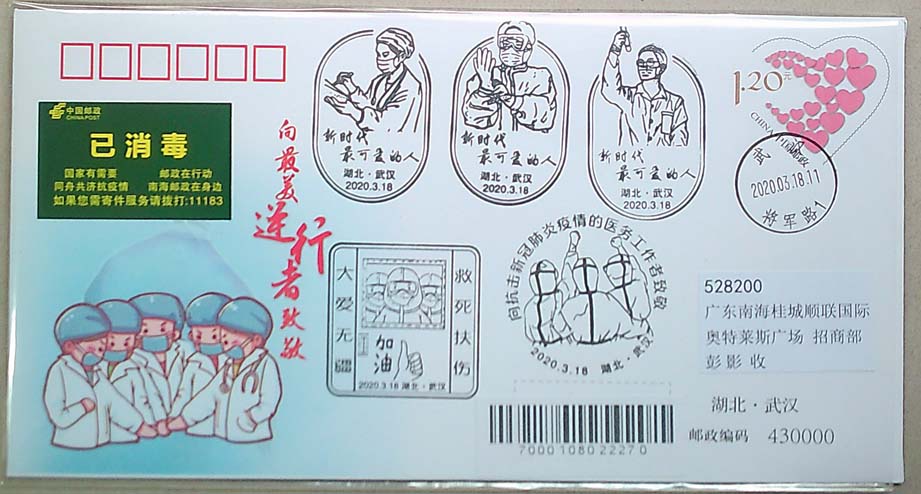 中国邮政
CHINA POST
已消毒
国家有需要 邮政在行动
同舟共济抗疫情 南海邮政在身边
如果您需寄件服务请拨打:11183
向最美逆行者致敬
新时代
最可爱的人
湖北·武汉
2020.3.18
新时代
最可爱的人
湖北·武汉
2020.3.18
新时代
最可爱的人
湖北·武汉
2020.3.18
1.20元
中国邮政
CHINA
武汉
2020.03.18.11
将军路1
大爱无疆
救死扶伤
加油
2020.3.18 湖北·武汉
向抗击新冠肺炎疫情的医务工作者致敬
2020.3.18 湖北·武汉
528200
广东南海桂城顺联国际
奥特莱斯广场 招商部
彭影 收
7000 1080 2227 0
湖北·武汉
邮政编码 430000